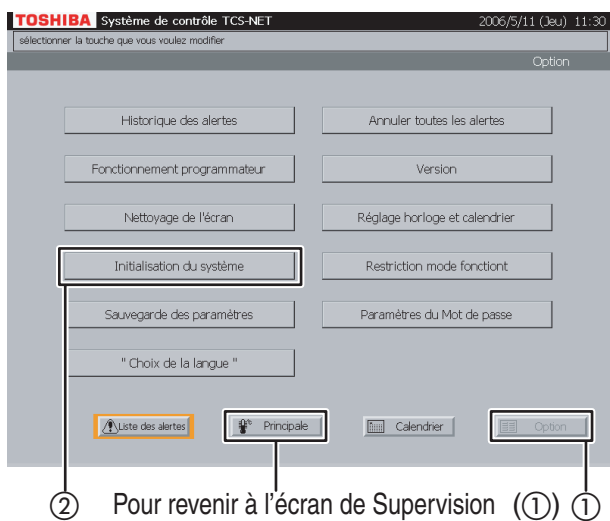 TOSHIBA Système de contrôle TCS-NET 2006/5/11 (Jeu) 11:30
sélectionner la touche que vous voulez modifier
Option
Historique des alertes Annuler toutes les alertes
Fonctionnement programmateur Version
Nettoyage de l'écran Réglage horloge et calendrier
Initialisation du système Restriction mode fonctiont
Sauvegarde des paramètres Paramètres du Mot de passe
" Choix de la langue "
Liste des alertes Principale Calendrier Option
② Pour revenir à l’écran de Supervision (①) ①